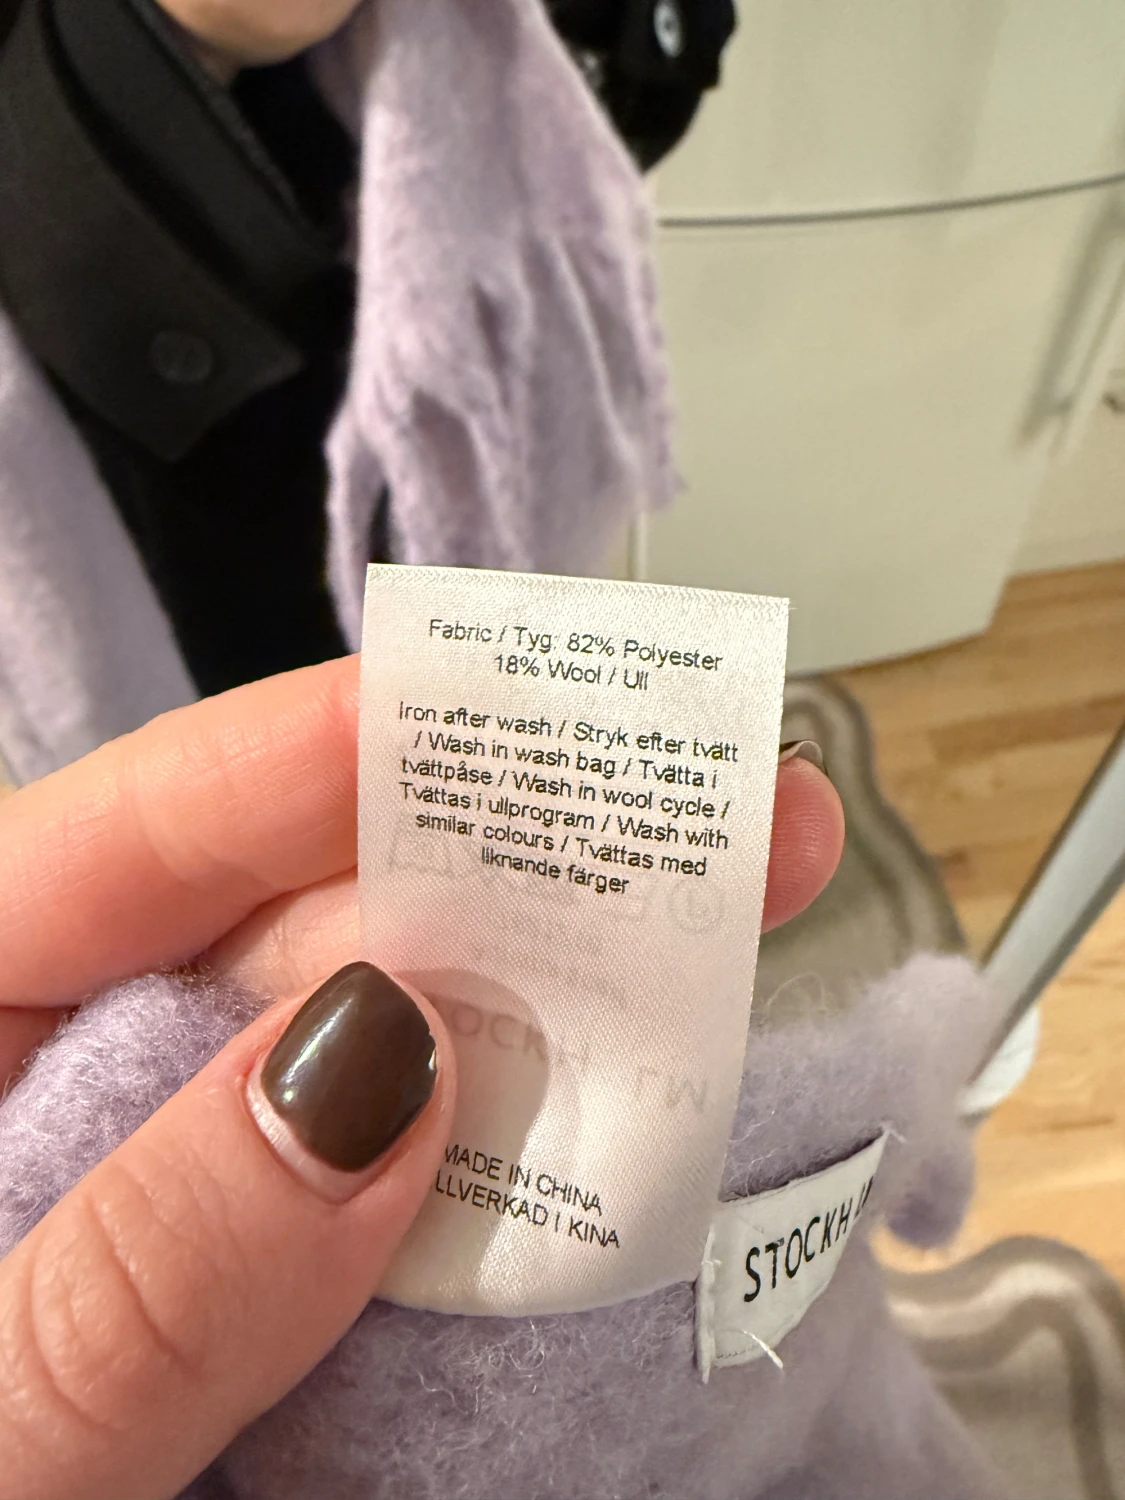 Fabric / Tyg: 82% Polyester
18% Wool / Ull
Iron after wash / Stryk efter tvätt
/ Wash in wash bag / Tvätta i
tvättpåse / Wash in wool cycle /
Tvättas i ullprogram / Wash with
similar colours / Tvättas med
liknande färger
MADE IN CHINA
LLVERKAD I KINA
STOCKH